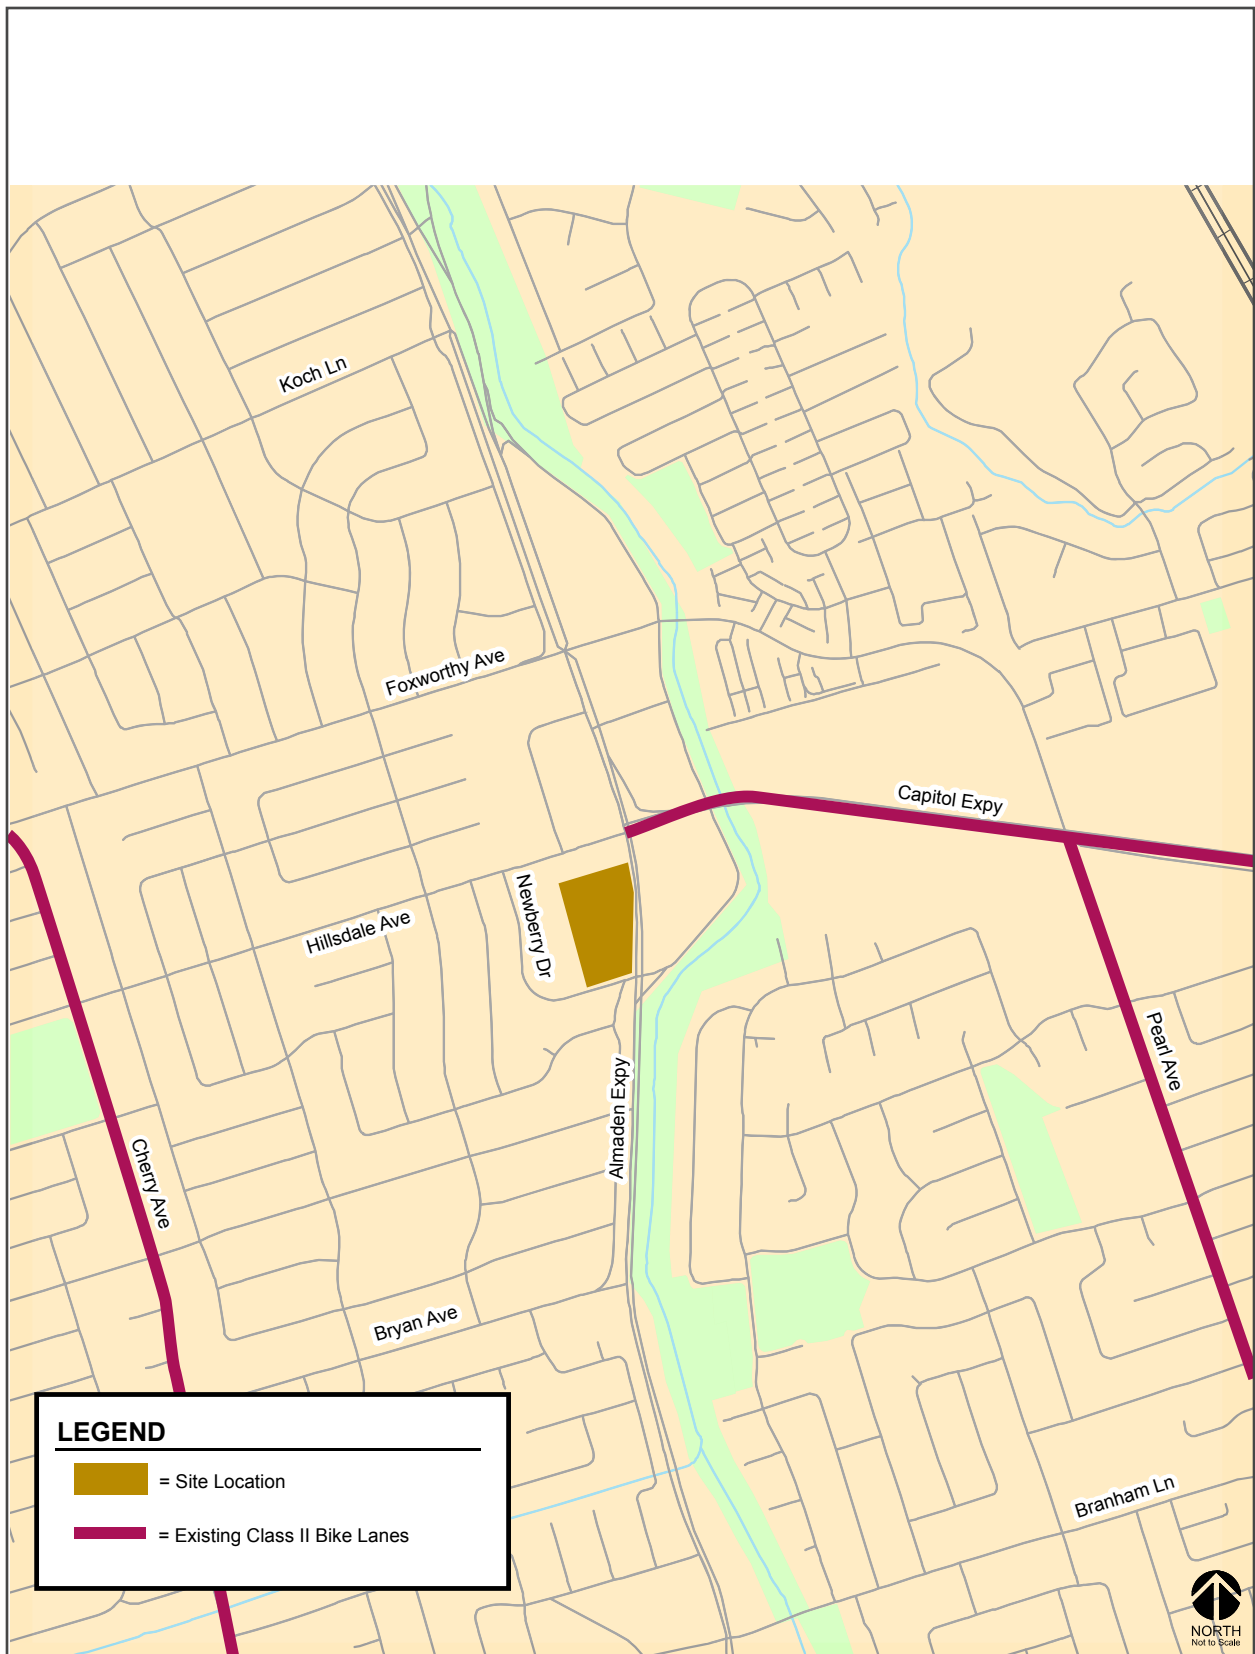 Koch Ln
Foxworthy Ave
Capitol Expy
Newberry Dr
Hillsdale Ave
Almaden Expy
Pearl Ave
Cherry Ave
Bryan Ave
Branham Ln
LEGEND
= Site Location
= Existing Class II Bike Lanes
NORTH
Not to Scale